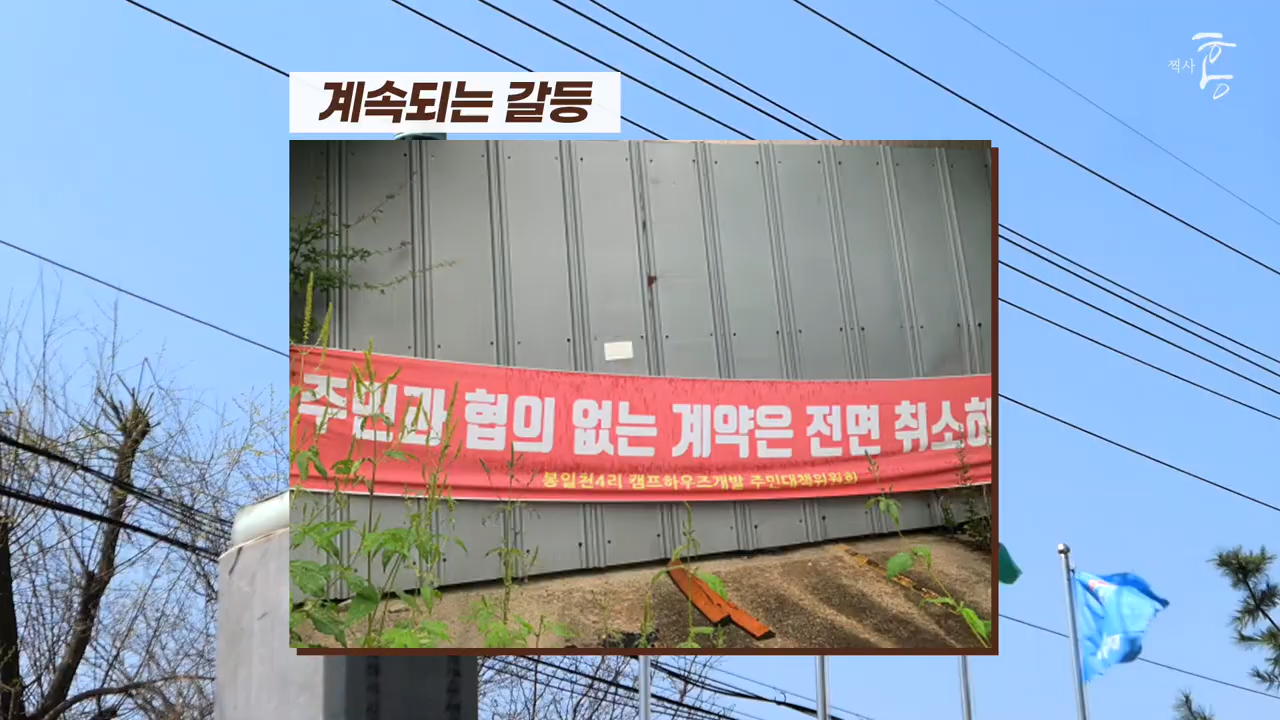 찍사 홍
계속되는 갈등
주민과 협의 없는 계약은 전면 취소하
봉일천4리 캠프하우즈개발 주민대책위원회